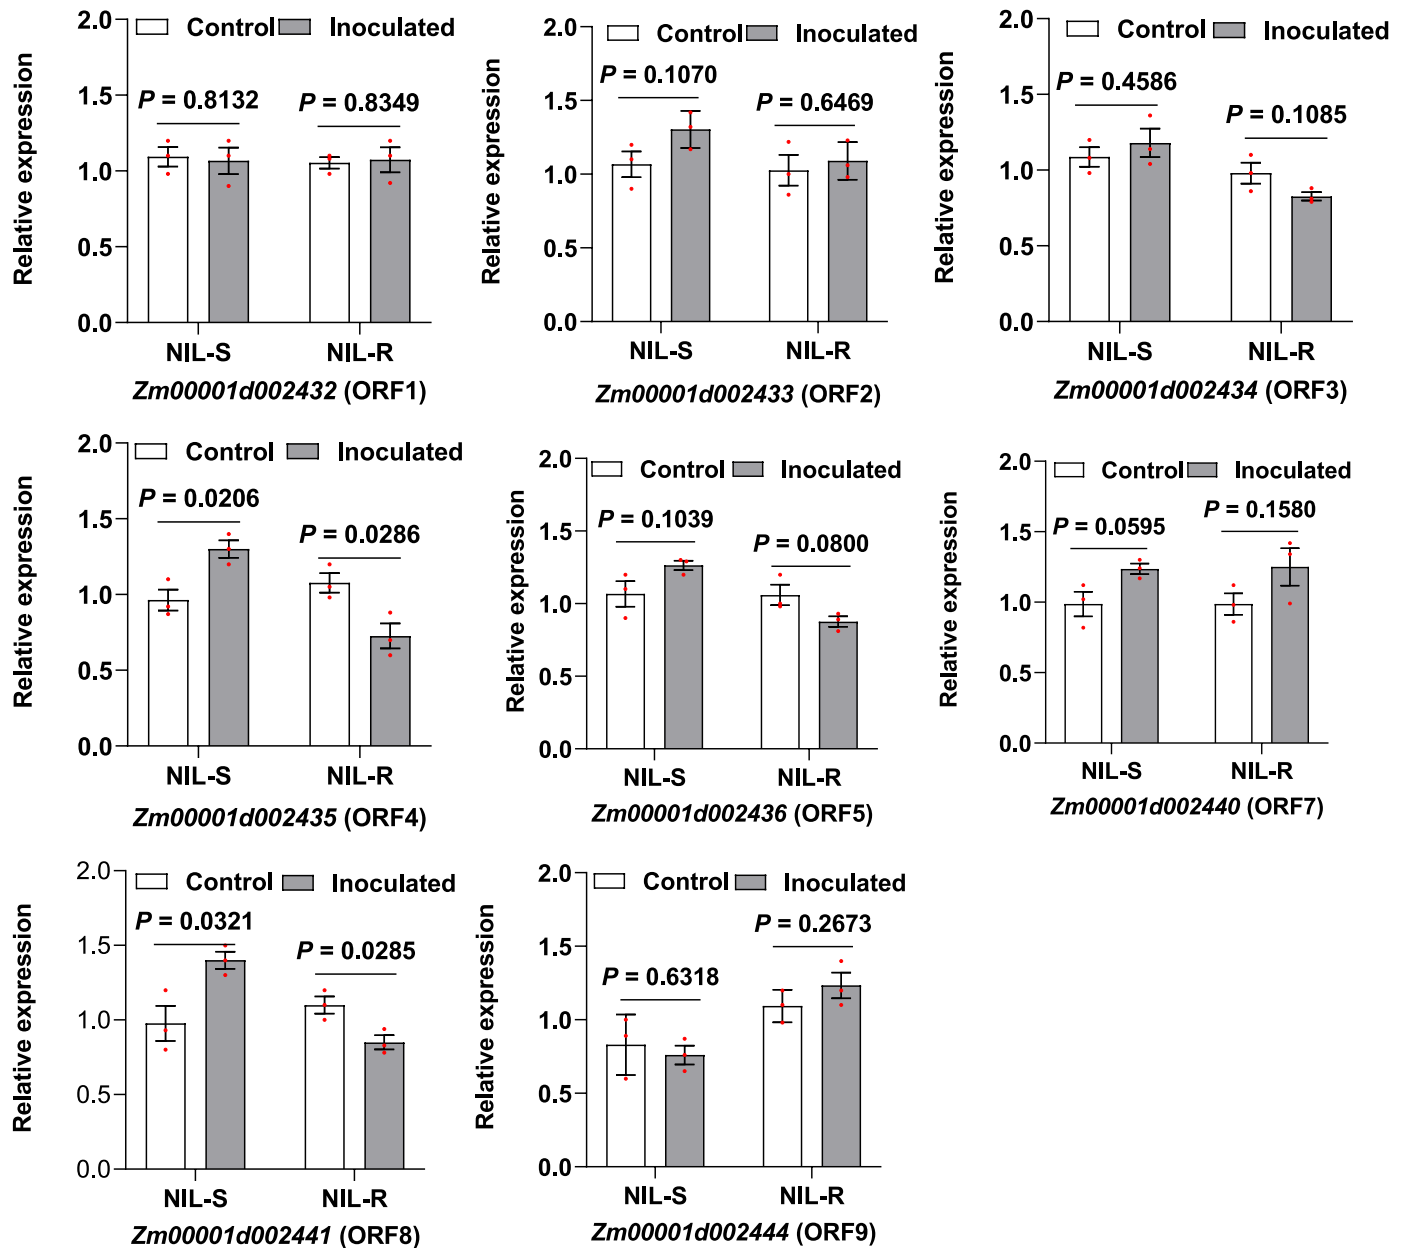 Relative expression
2.0
1.5
1.0
0.5
0.0
Control Inoculated
P = 0.8132
P = 0.8349
NIL-S
NIL-R
Zm00001d002432 (ORF1)
Relative expression
2.0
1.5
1.0
0.5
0.0
Control Inoculated
P = 0.1070
P = 0.6469
NIL-S
NIL-R
Zm00001d002433 (ORF2)
Relative expression
2.0
1.5
1.0
0.5
0.0
Control Inoculated
P = 0.4586
P = 0.1085
NIL-S
NIL-R
Zm00001d002434 (ORF3)
Relative expression
2.0
1.5
1.0
0.5
0.0
Control Inoculated
P = 0.0206
P = 0.0286
NIL-S
NIL-R
Zm00001d002435 (ORF4)
Relative expression
2.0
1.5
1.0
0.5
0.0
Control Inoculated
P = 0.1039
P = 0.0800
NIL-S
NIL-R
Zm00001d002436 (ORF5)
Relative expression
2.0
1.5
1.0
0.5
0.0
Control Inoculated
P = 0.0595
P = 0.1580
NIL-S
NIL-R
Zm00001d002440 (ORF7)
Relative expression
2.0
1.5
1.0
0.5
0.0
Control Inoculated
P = 0.0321
P = 0.0285
NIL-S
NIL-R
Zm00001d002441 (ORF8)
Relative expression
2.0
1.5
1.0
0.5
0.0
Control Inoculated
P = 0.6318
P = 0.2673
NIL-S
NIL-R
Zm00001d002444 (ORF9)